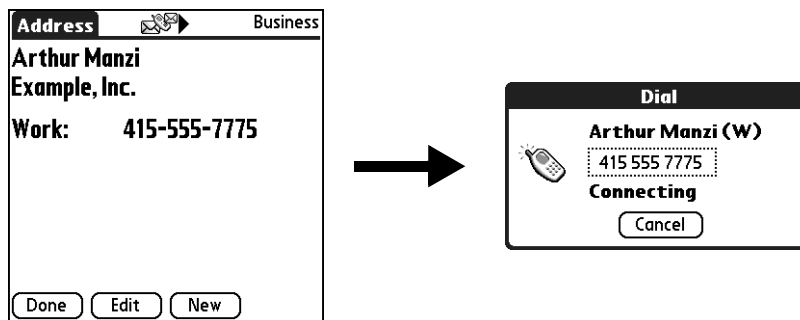 Address Business
Arthur Manzi
Example, Inc.
Work: 415-555-7775
Done Edit New
Dial
Arthur Manzi (W)
415 555 7775
Connecting
Cancel